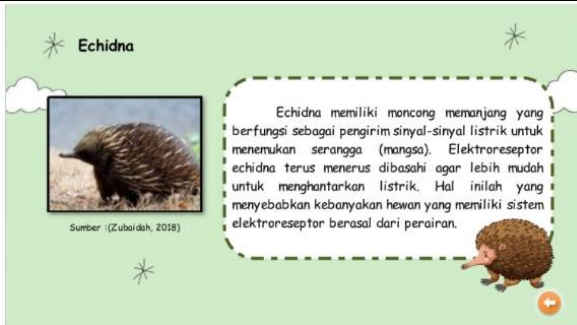 Echidna
Echidna memiliki moncong memanjang yang
berfungsi sebagai pengirim sinyal-sinyal listrik untuk
menemukan serangga (mangsa). Elektroreseptor
echidna terus menerus dibasahi agar lebih mudah
untuk menghantarkan listrik. Hal inilah yang
menyebabkan kebanyakan hewan yang memiliki sistem
elektroreseptor berasal dari perairan.
Sumber :(Zubaidah, 2018)